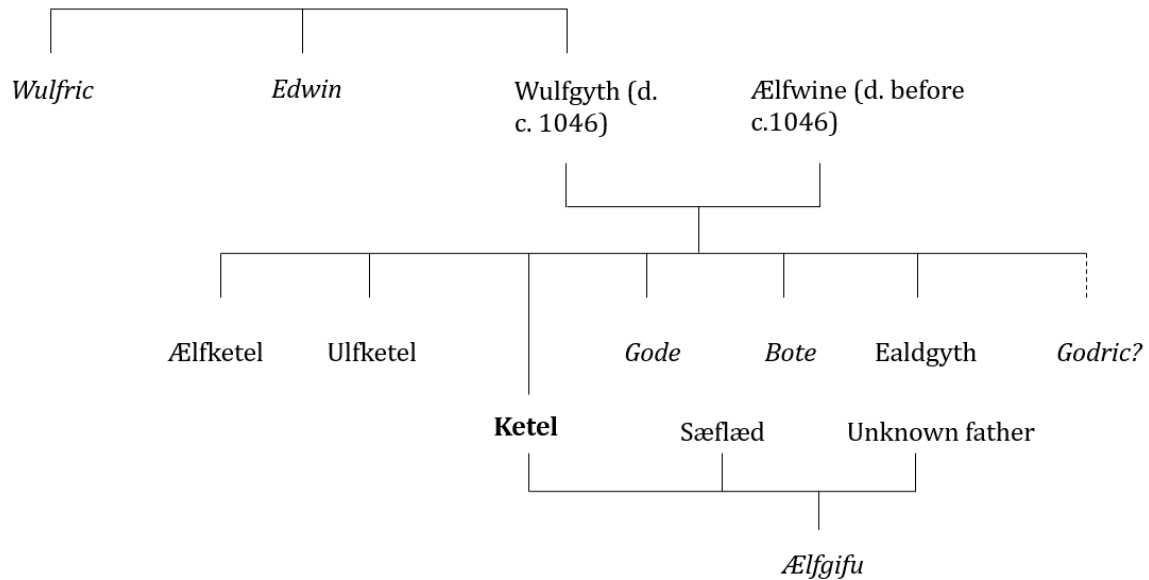 Wulfric
Edwin
Wulfgyth (d.
c. 1046)
Ælfwine (d. before
c.1046)
Ælfketel
Ulfketel
Gode
Bote
Ealdgyth
Godric?
Ketel
Sæflæd
Unknown father
Ælfgifu